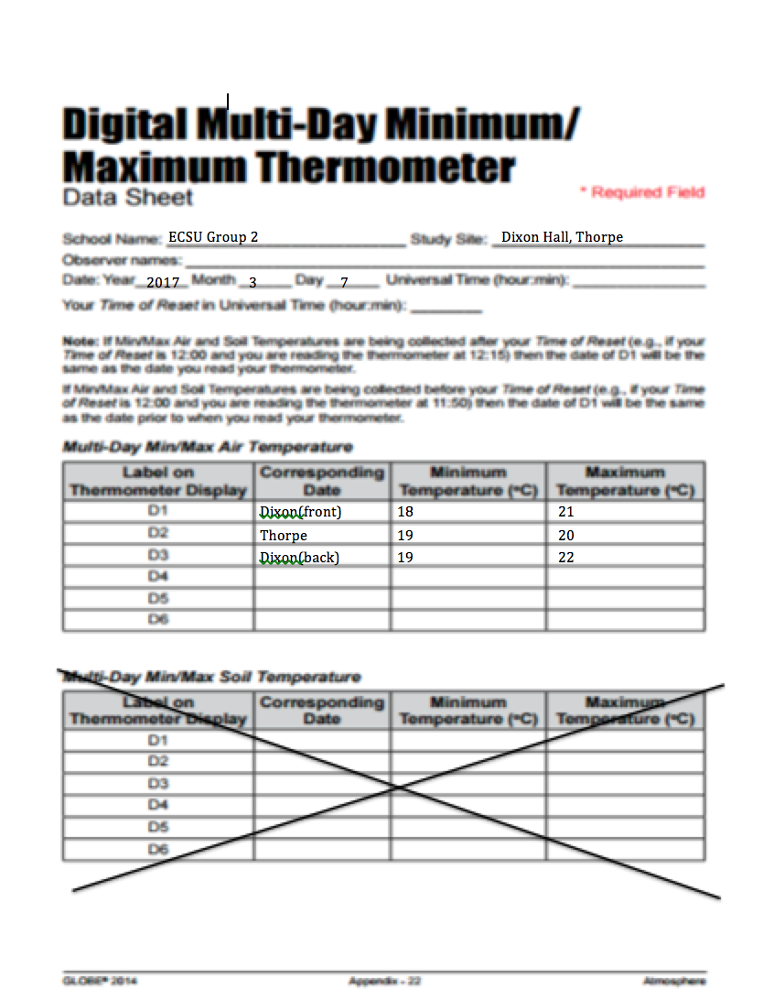 Digital Multi-Day Minimum/
Maximum Thermometer
Data Sheet
* Required Field
School Name: ECSU Group 2 Study Site: Dixon Hall, Thorpe
Observer names:
Date: Year 2017 Month 3 Day 7 Universal Time (hour:min):
Your Time of Reset in Universal Time (hour:min):
Note: If Min/Max Air and Soil Temperatures are being collected after your Time of Reset (e.g., if your
Time of Reset is 12:00 and you are reading the thermometer at 12:15) then the date of D1 will be the
same as the date you read your thermometer.
If Min/Max Air and Soil Temperatures are being collected before your Time of Reset (e.g., if your Time
of Reset is 12:00 and you are reading the thermometer at 11:50) then the date of D1 will be the same
as the date prior to when you read your thermometer.
Multi-Day Min/Max Air Temperature
Label on Corresponding Minimum Maximum
Thermometer Display Date Temperature (ºC) Temperature (ºC)
D1 Dixon(front) 18 21
D2 Thorpe 19 20
D3 Dixon(back) 19 22
D4
D5
D6
Multi-Day Min/Max Soil Temperature
Label on Corresponding Minimum Maximum
Thermometer Display Date Temperature (ºC) Temperature (ºC)
D1
D2
D3
D4
D5
D6
GLOBE® 2014 Appendix - 22 Atmosphere